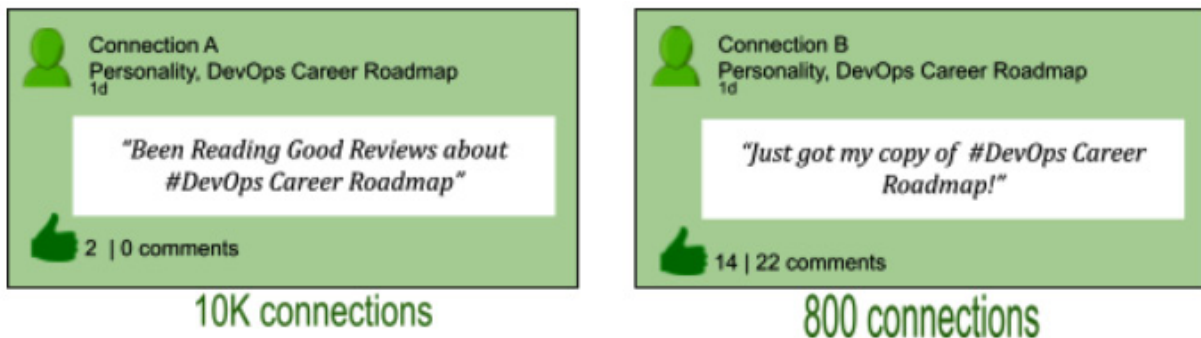 Connection A
Personality, DevOps Career Roadmap
1d
"Been Reading Good Reviews about
#DevOps Career Roadmap"
2 | 0 comments
10K connections
Connection B
Personality, DevOps Career Roadmap
1d
"Just got my copy of #DevOps Career
Roadmap!"
14 | 22 comments
800 connections